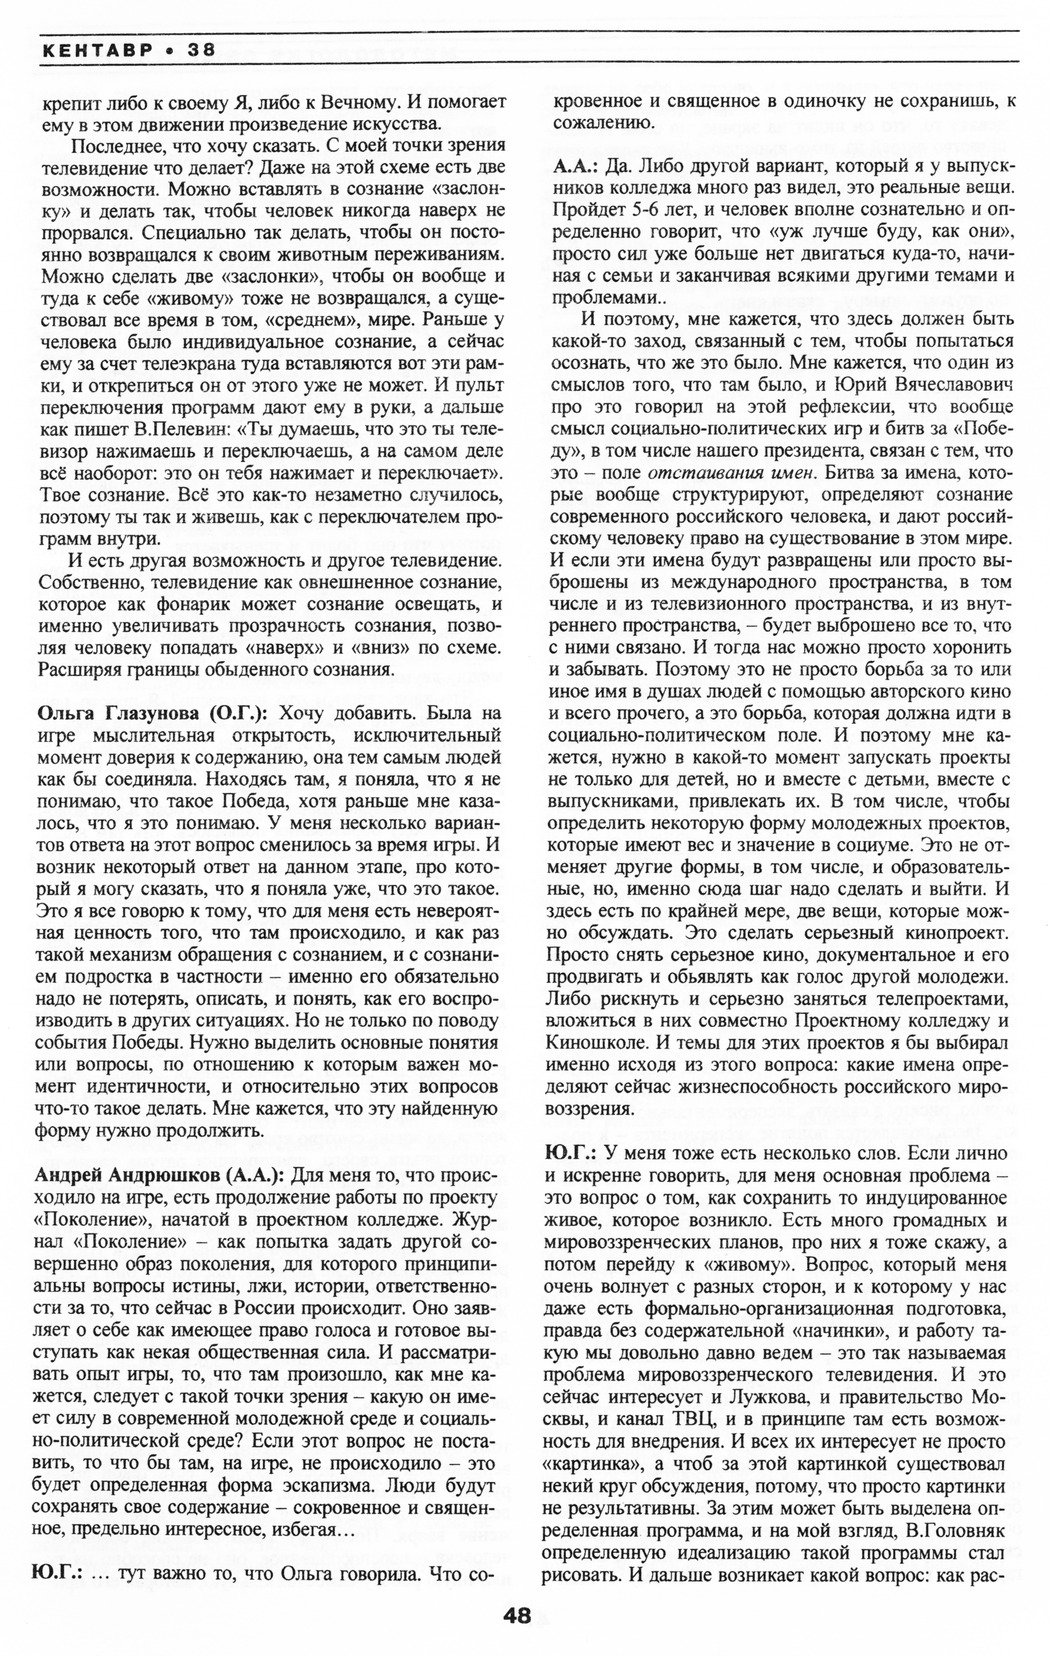 КЕНТАВР • 38
крепит либо к своему Я, либо к Вечному. И помогает
ему в этом движении произведение искусства.
Последнее, что хочу сказать. С моей точки зрения
телевидение что делает? Даже на этой схеме есть две
возможности. Можно вставлять в сознание «заслон-
ку» и делать так, чтобы человек никогда наверх не
прорвался. Специально так делать, чтобы он посто-
янно возвращался к своим животным переживаниям.
Можно сделать две «заслонки», чтобы он вообще и
туда к себе «живому» тоже не возвращался, а суще-
ствовал все время в том, «среднем», мире. Раньше у
человека было индивидуальное сознание, а сейчас
ему за счет телеэкрана туда вставляются вот эти рам-
ки, и открепиться он от этого уже не может. И пульт
переключения программ дают ему в руки, а дальше
как пишет В.Пелевин: «Ты думаешь, что это ты теле-
визор нажимаешь и переключаешь, а на самом деле
всё наоборот: это он тебя нажимает и переключает».
Твое сознание. Всё это как-то незаметно случилось,
поэтому ты так и живешь, как с переключателем про-
грамм внутри.
И есть другая возможность и другое телевидение.
Собственно, телевидение как овнешненное сознание,
которое как фонарик может сознание освещать, и
именно увеличивать прозрачность сознания, позво-
ляя человеку попадать «наверх» и «вниз» по схеме.
Расширяя границы обыденного сознания.
Ольга Глазунова (О.Г.): Хочу добавить. Была на
игре мыслительная открытость, исключительный
момент доверия к содержанию, она тем самым людей
как бы соединяла. Находясь там, я поняла, что я не
понимаю, что такое Победа, хотя раньше мне каза-
лось, что я это понимаю. У меня несколько вариан-
тов ответа на этот вопрос сменилось за время игры. И
возник некоторый ответ на данном этапе, про кото-
рый я могу сказать, что я поняла уже, что это такое.
Это я все говорю к тому, что для меня есть невероят-
ная ценность того, что там происходило, и как раз
такой механизм обращения с сознанием, и с сознани-
ем подростка в частности – именно его обязательно
надо не потерять, описать, и понять, как его воспро-
изводить в других ситуациях. Но не только по поводу
события Победы. Нужно выделить основные понятия
или вопросы, по отношению к которым важен мо-
мент идентичности, и относительно этих вопросов
что-то такое делать. Мне кажется, что эту найденную
форму нужно продолжить.
Андрей Андрюшков (А.А.): Для меня то, что проис-
ходило на игре, есть продолжение работы по проекту
«Поколение», начатой в проектном колледже. Жур-
нал «Поколение» – как попытка задать другой со-
вершенно образ поколения, для которого принципи-
альны вопросы истины, лжи, истории, ответственно-
сти за то, что сейчас в России происходит. Оно заяв-
ляет о себе как имеющее право голоса и готовое вы-
ступать как некая общественная сила. И рассматри-
вать опыт игры, то, что там произошло, как мне ка-
жется, следует с такой точки зрения – какую он име-
ет силу в современной молодежной среде и социаль-
но-политической среде? Если этот вопрос не поста-
вить, то что бы там, на игре, не происходило – это
будет определенная форма эскапизма. Люди будут
сохранять свое содержание – сокровенное и священ-
ное, предельно интересное, избегая…
Ю.Г.: … тут важно то, что Ольга говорила. Что со-
кровенное и священное в одиночку не сохранишь, к
сожалению.
А.А.: Да. Либо другой вариант, который я у выпуск-
ников колледжа много раз видел, это реальные вещи.
Пройдет 5-6 лет, и человек вполне сознательно и оп-
ределенно говорит, что «уж лучше буду, как они»,
просто сил уже больше нет двигаться куда-то, начи-
ная с семьи и заканчивая всякими другими темами и
проблемами..
И поэтому, мне кажется, что здесь должен быть
какой-то заход, связанный с тем, чтобы попытаться
осознать, что же это было. Мне кажется, что один из
смыслов того, что там было, и Юрий Вячеславович
про это говорил на этой рефлексии, что вообще
смысл социально-политических игр и битв за «Побе-
ду», в том числе нашего президента, связан с тем, что
это – поле отстаивания имен. Битва за имена, кото-
рые вообще структурируют, определяют сознание
современного российского человека, и дают россий-
скому человеку право на существование в этом мире.
И если эти имена будут развращены или просто вы-
брошены из международного пространства, в том
числе и из телевизионного пространства, и из внут-
реннего пространства, – будет выброшено все то, что
с ними связано. И тогда нас можно просто хоронить
и забывать. Поэтому это не просто борьба за то или
иное имя в душах людей с помощью авторского кино
и всего прочего, а это борьба, которая должна идти в
социально-политическом поле. И поэтому мне ка-
жется, нужно в какой-то момент запускать проекты
не только для детей, но и вместе с детьми, вместе с
выпускниками, привлекать их. В том числе, чтобы
определить некоторую форму молодежных проектов,
которые имеют вес и значение в социуме. Это не от-
меняет другие формы, в том числе, и образователь-
ные, но, именно сюда шаг надо сделать и выйти. И
здесь есть по крайней мере, две вещи, которые мож-
но обсуждать. Это сделать серьезный кинопроект.
Просто снять серьезное кино, документальное и его
продвигать и обьявлять как голос другой молодежи.
Либо рискнуть и серьезно заняться телепроектами,
вложиться в них совместно Проектному колледжу и
Киношколе. И темы для этих проектов я бы выбирал
именно исходя из этого вопроса: какие имена опре-
деляют сейчас жизнеспособность российского миро-
воззрения.
Ю.Г.: У меня тоже есть несколько слов. Если лично
и искренне говорить, для меня основная проблема –
это вопрос о том, как сохранить то индуцированное
живое, которое возникло. Есть много громадных и
мировоззренческих планов, про них я тоже скажу, а
потом перейду к «живому». Вопрос, который меня
очень волнует с разных сторон, и к которому у нас
даже есть формально-организационная подготовка,
правда без содержательной «начинки», и работу та-
кую мы довольно давно ведем – это так называемая
проблема мировоззренческого телевидения. И это
сейчас интересует и Лужкова, и правительство Мо-
сквы, и канал ТВЦ, и в принципе там есть возмож-
ность для внедрения. И всех их интересует не просто
«картинка», а чтоб за этой картинкой существовал
некий круг обсуждения, потому, что просто картинки
не результативны. За этим может быть выделена оп-
ределенная программа, и на мой взгляд, В.Головняк
определенную идеализацию такой программы стал
рисовать. И дальше возникает какой вопрос: как рас-
48